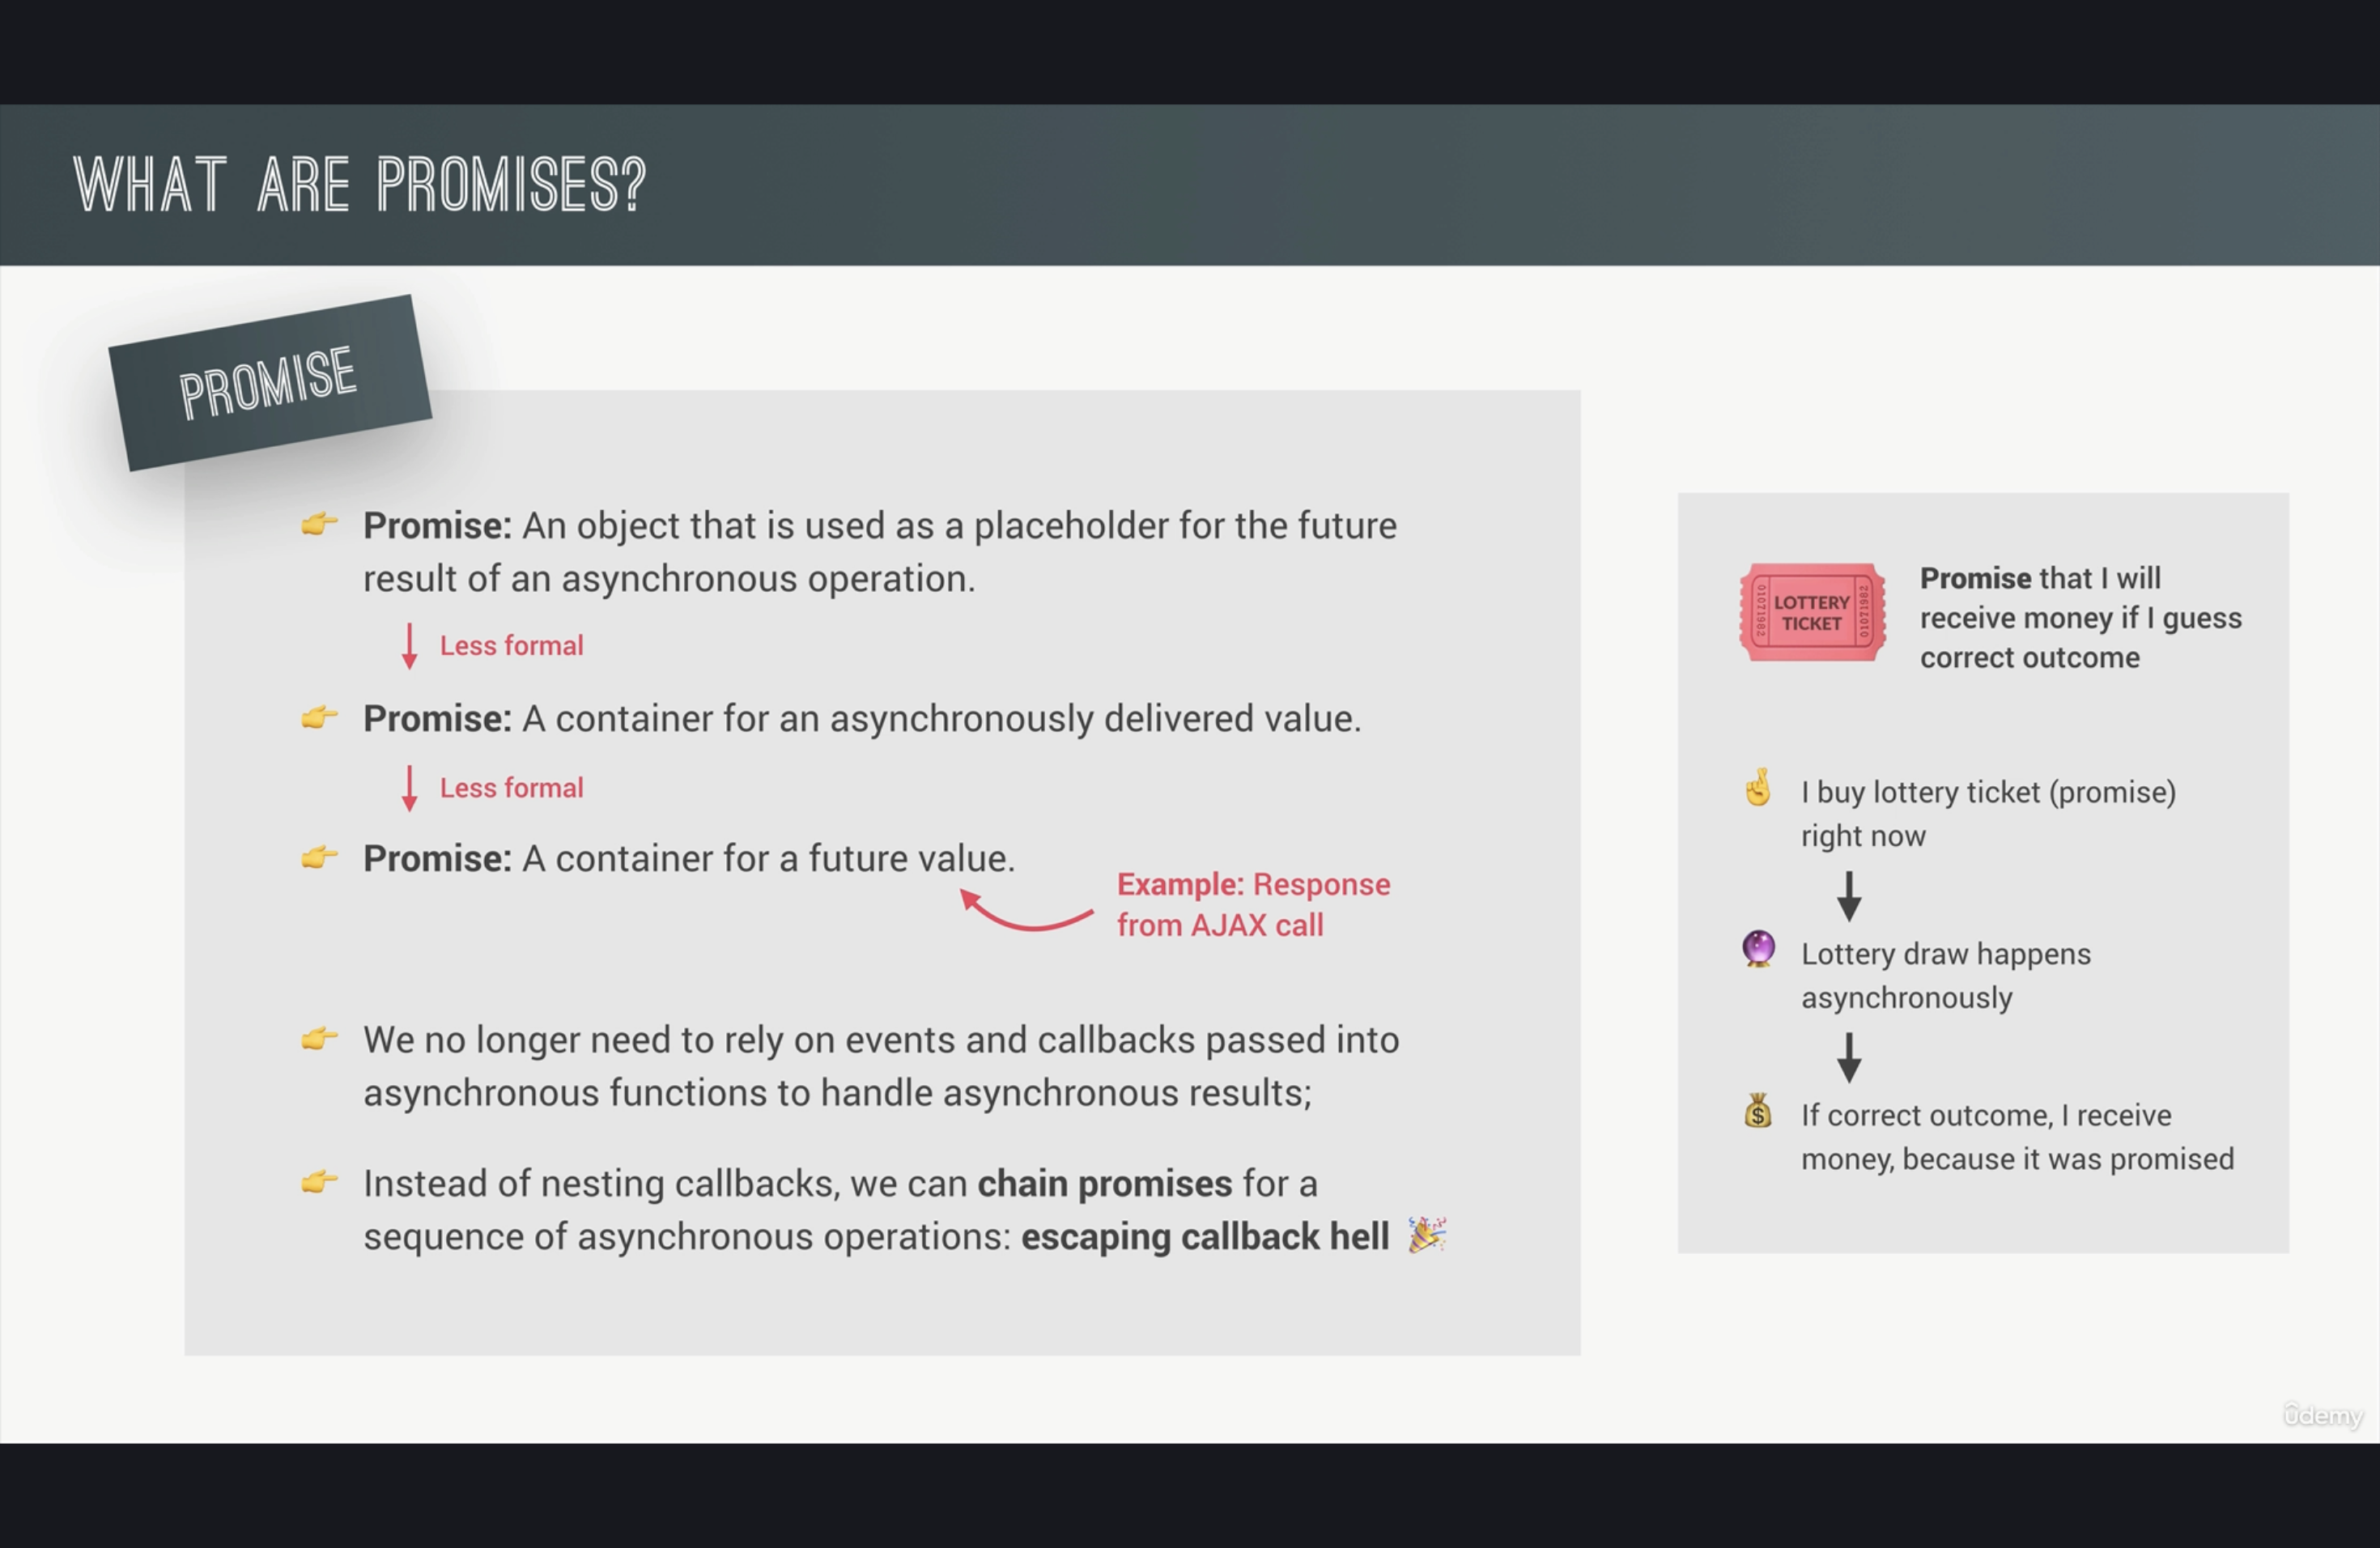 WHAT ARE PROMISES?
PROMISE
Promise: An object that is used as a placeholder for the future
result of an asynchronous operation.
Less formal
Promise: A container for an asynchronously delivered value.
Less formal
Promise: A container for a future value.
Example: Response
from AJAX call
We no longer need to rely on events and callbacks passed into
asynchronous functions to handle asynchronous results;
Instead of nesting callbacks, we can chain promises for a
sequence of asynchronous operations: escaping callback hell
01071982
LOTTERY
TICKET
01071982
Promise that I will
receive money if I guess
correct outcome
I buy lottery ticket (promise)
right now
Lottery draw happens
asynchronously
$
If correct outcome, I receive
money, because it was promised
ûdemy